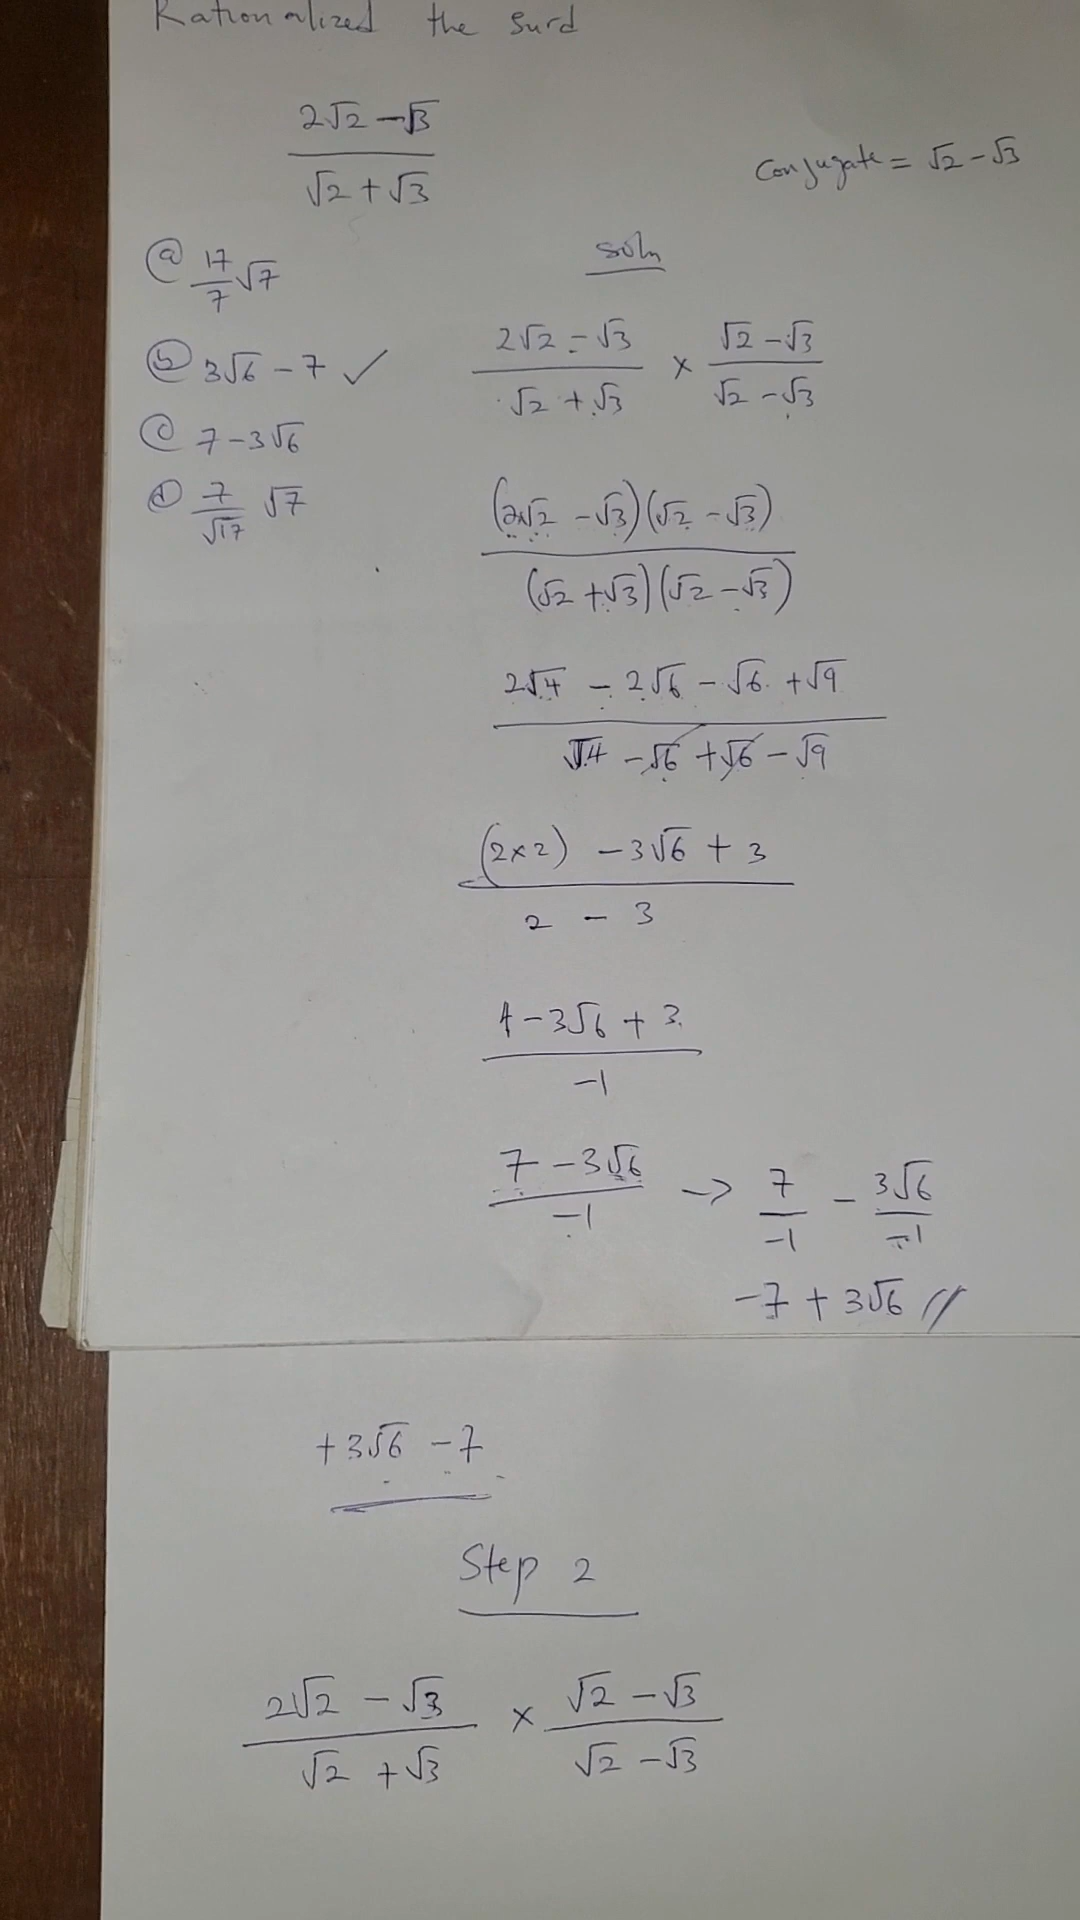 Rationalized the Surd
2√2 - √3
√2 + √3
Conjugate = √2 - √3
ⓐ 17/7 √7
ⓑ 3√6 - 7 ✓
ⓒ 7 - 3√6
ⓓ 7/√17 √7
soln
2√2 - √3 × √2 - √3
√2 + √3   √2 - √3
(2√2 - √3)(√2 - √3)
(√2 + √3)(√2 - √3)
2√4 - 2√6 - √6 + √9
√4 - √6 + √6 - √9
(2×2) - 3√6 + 3
2 - 3
4 - 3√6 + 3
-1
7 - 3√6 → 7 - 3√6
-1   -1   -1
-7 + 3√6 //
+3√6 - 7
Step 2
2√2 - √3 × √2 - √3
√2 + √3   √2 - √3